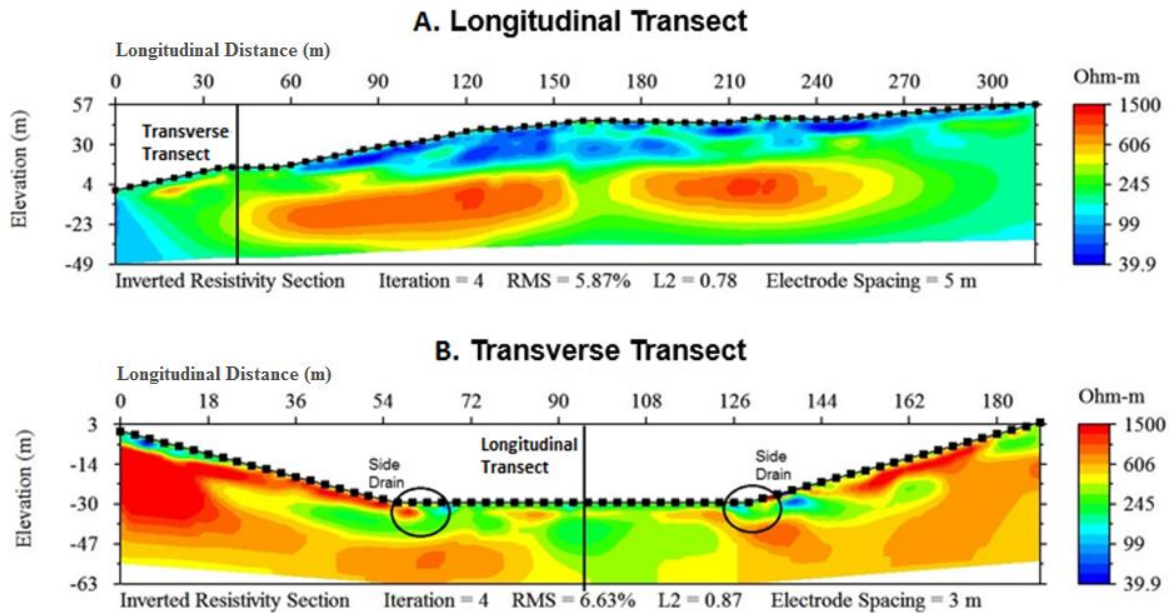 A. Longitudinal Transect
Longitudinal Distance (m)
0 30 60 90 120 150 180 210 240 270 300
Ohm-m
Elevation (m)
57
30
4
-23
-49
Transverse
Transect
1500
606
245
99
39.9
Inverted Resistivity Section Iteration = 4 RMS = 5.87% L2 = 0.78 Electrode Spacing = 5 m
B. Transverse Transect
Longitudinal Distance (m)
0 18 36 54 72 90 108 126 144 162 180
Ohm-m
Elevation (m)
3
-14
-30
-47
-63
Side
Drain
Longitudinal
Transect
Side
Drain
1500
606
245
99
39.9
Inverted Resistivity Section Iteration = 4 RMS = 6.63% L2 = 0.87 Electrode Spacing = 3 m